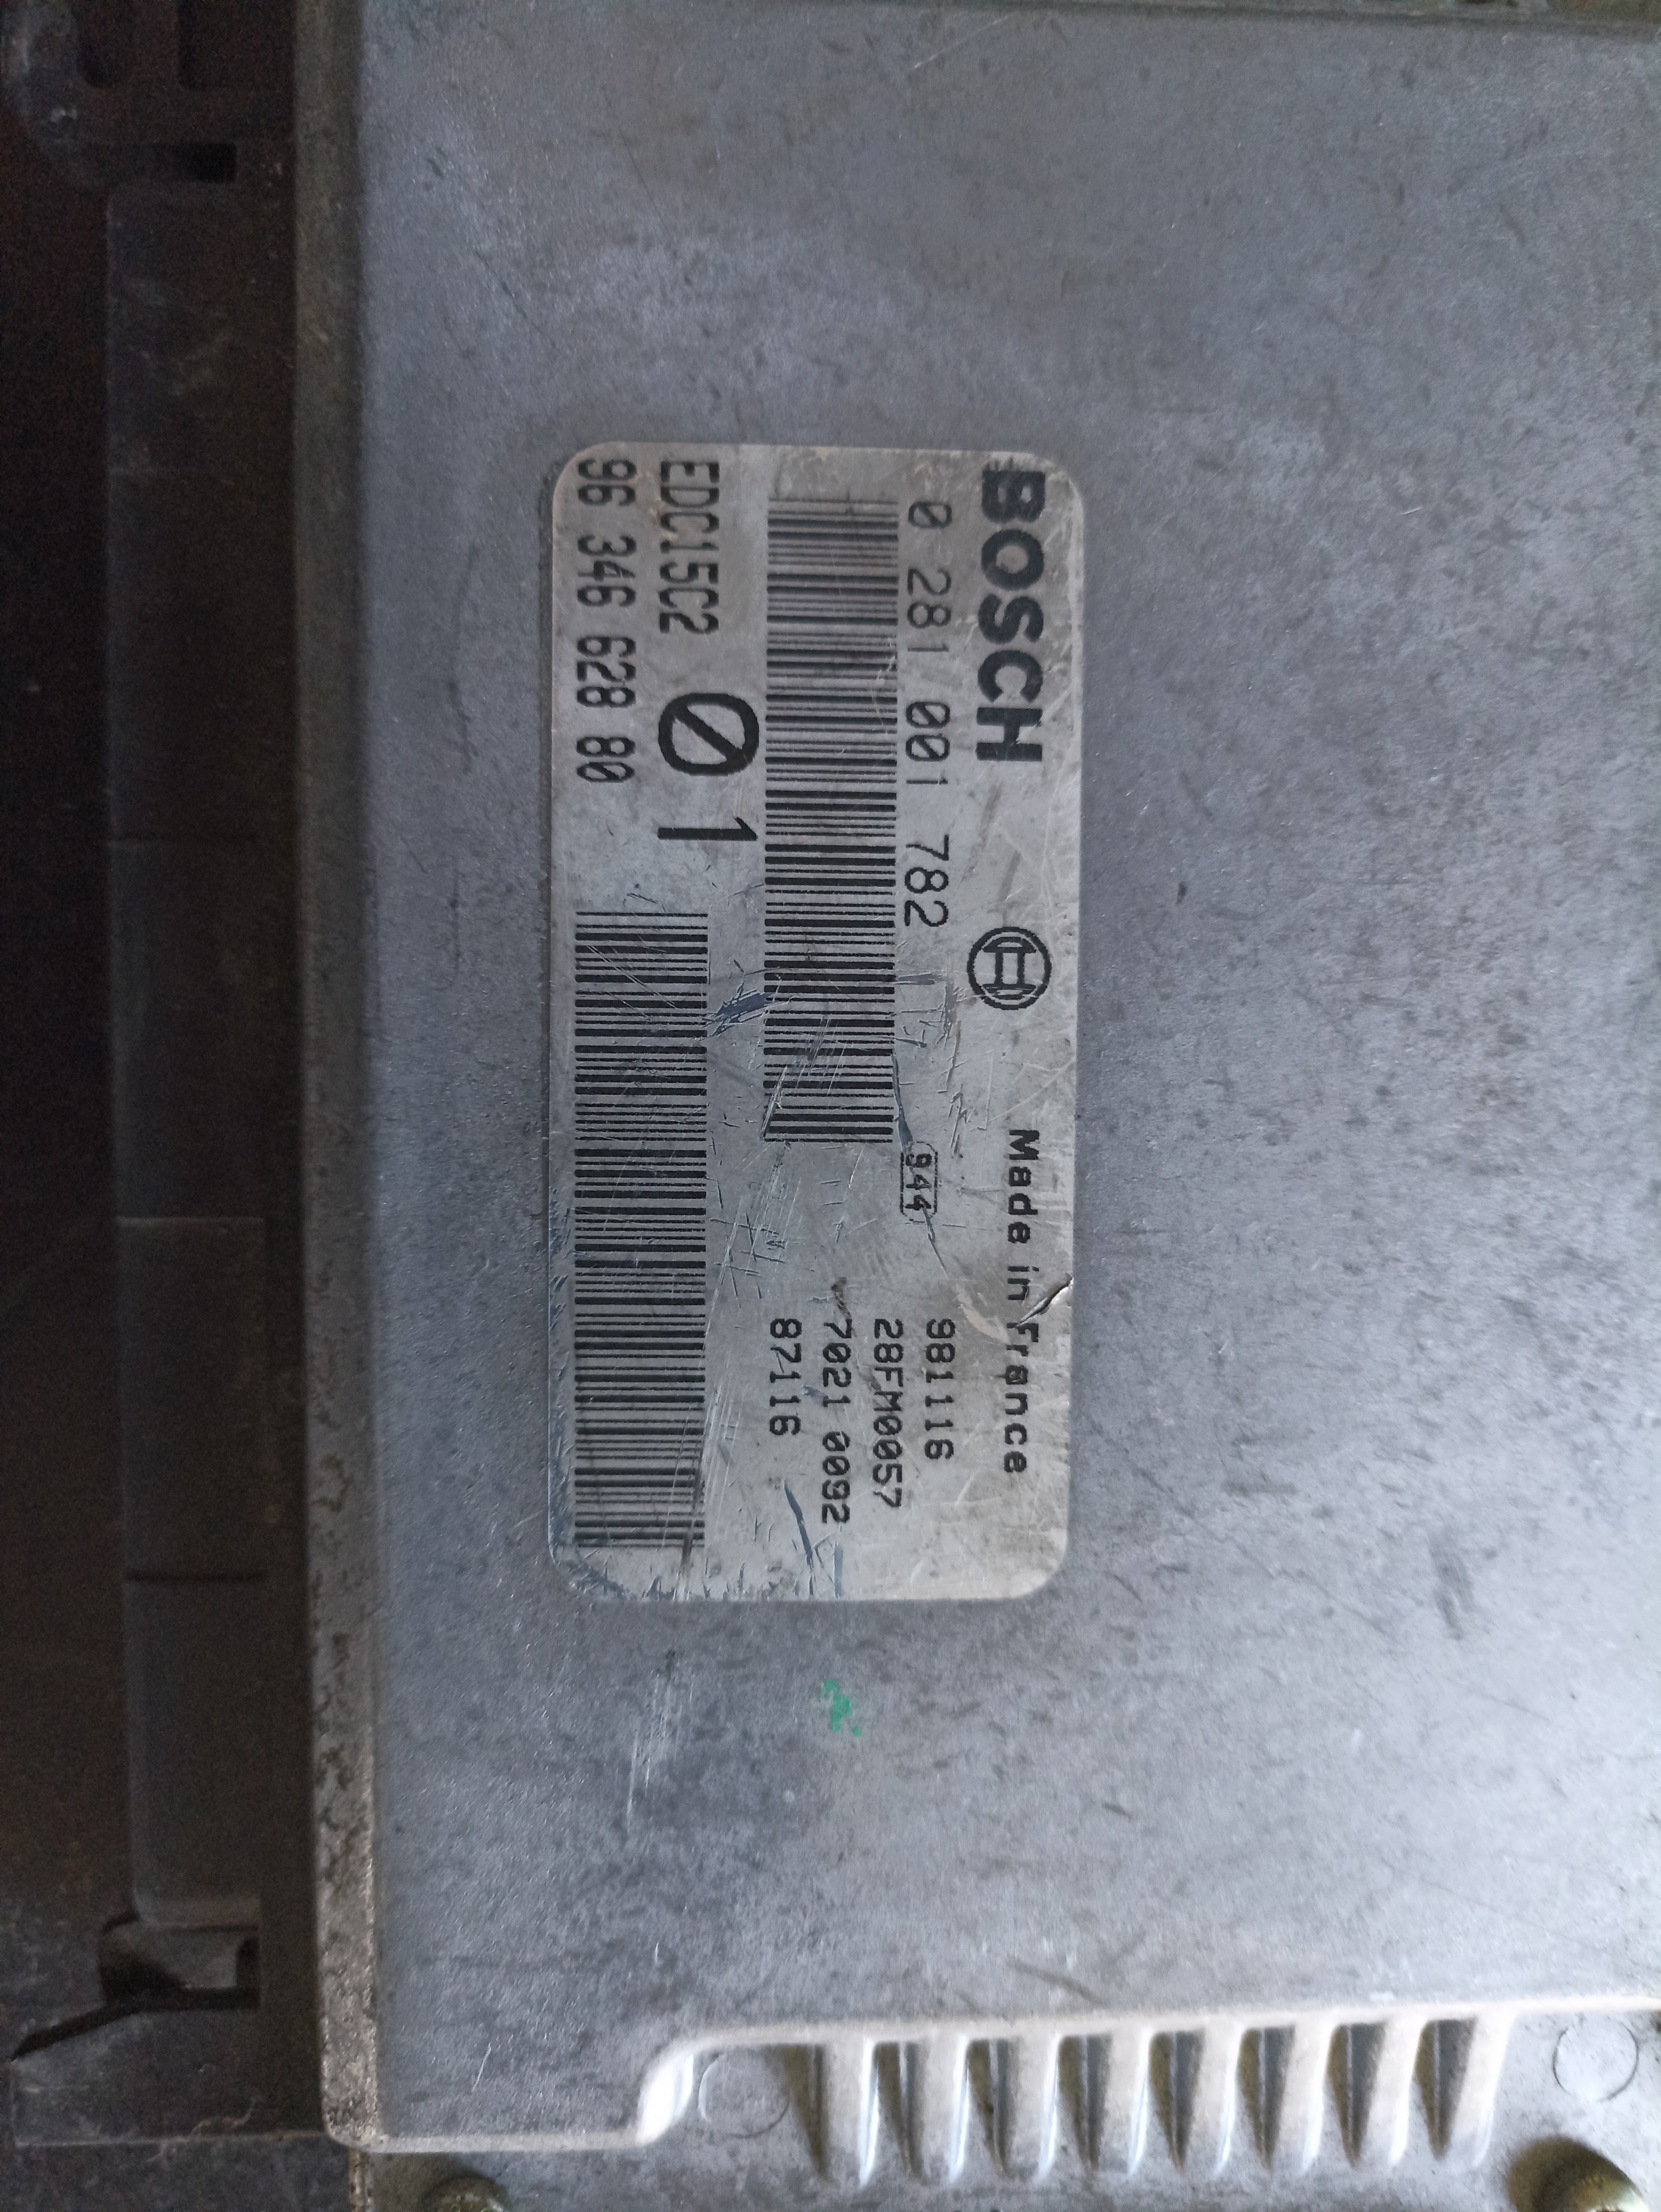 BOSCH
Made in France
0 281 001 782
944
981116
28FM0057
7021 0092
87116
EDC15C2
01
96 346 628 80